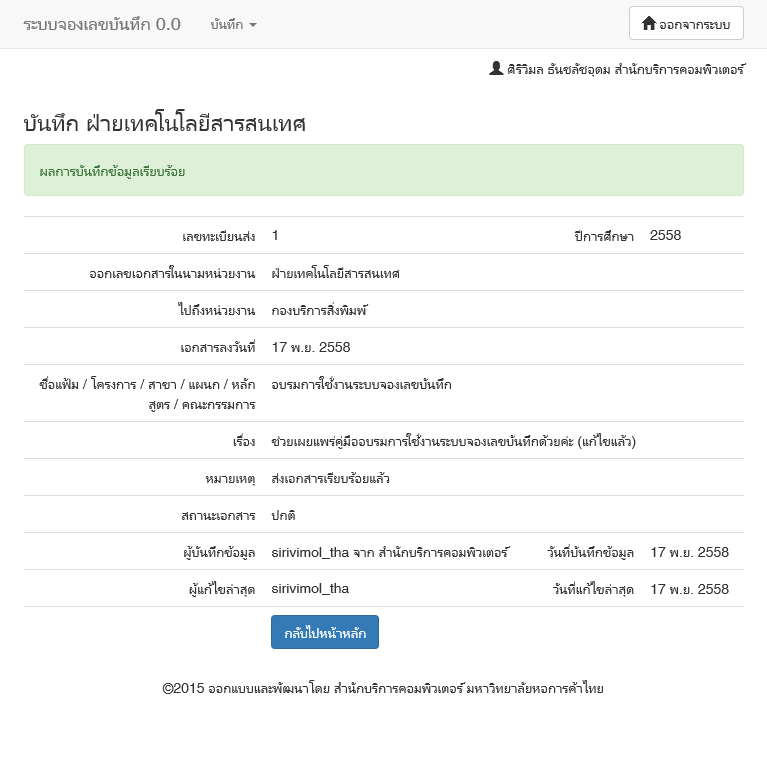 ระบบจองเลขบันทึก 0.0 บันทึก ออกจากระบบ
ศิริวิมล ธันชลัชอุดม สำนักบริการคอมพิวเตอร์
บันทึก ฝ่ายเทคโนโลยีสารสนเทศ
ผลการบันทึกข้อมูลเรียบร้อย
เลขทะเบียนส่ง 1 ปีการศึกษา 2558
ออกเลขเอกสารในนามหน่วยงาน ฝ่ายเทคโนโลยีสารสนเทศ
ไปถึงหน่วยงาน กองบริการสิ่งพิมพ์
เอกสารลงวันที่ 17 พ.ย. 2558
ชื่อแฟ้ม / โครงการ / สาขา / แผนก / หลัก อบรมการใช้งานระบบจองเลขบันทึก
สูตร / คณะกรรมการ
เรื่อง ช่วยเผยแพร่คู่มืออบรมการใช้งานระบบจองเลขบันทึกด้วยค่ะ (แก้ไขแล้ว)
หมายเหตุ ส่งเอกสารเรียบร้อยแล้ว
สถานะเอกสาร ปกติ
ผู้บันทึกข้อมูล sirivimol_tha จาก สำนักบริการคอมพิวเตอร์ วันที่บันทึกข้อมูล 17 พ.ย. 2558
ผู้แก้ไขล่าสุด sirivimol_tha วันที่แก้ไขล่าสุด 17 พ.ย. 2558
กลับไปหน้าหลัก
©2015 ออกแบบและพัฒนาโดย สำนักบริการคอมพิวเตอร์ มหาวิทยาลัยหอการค้าไทย